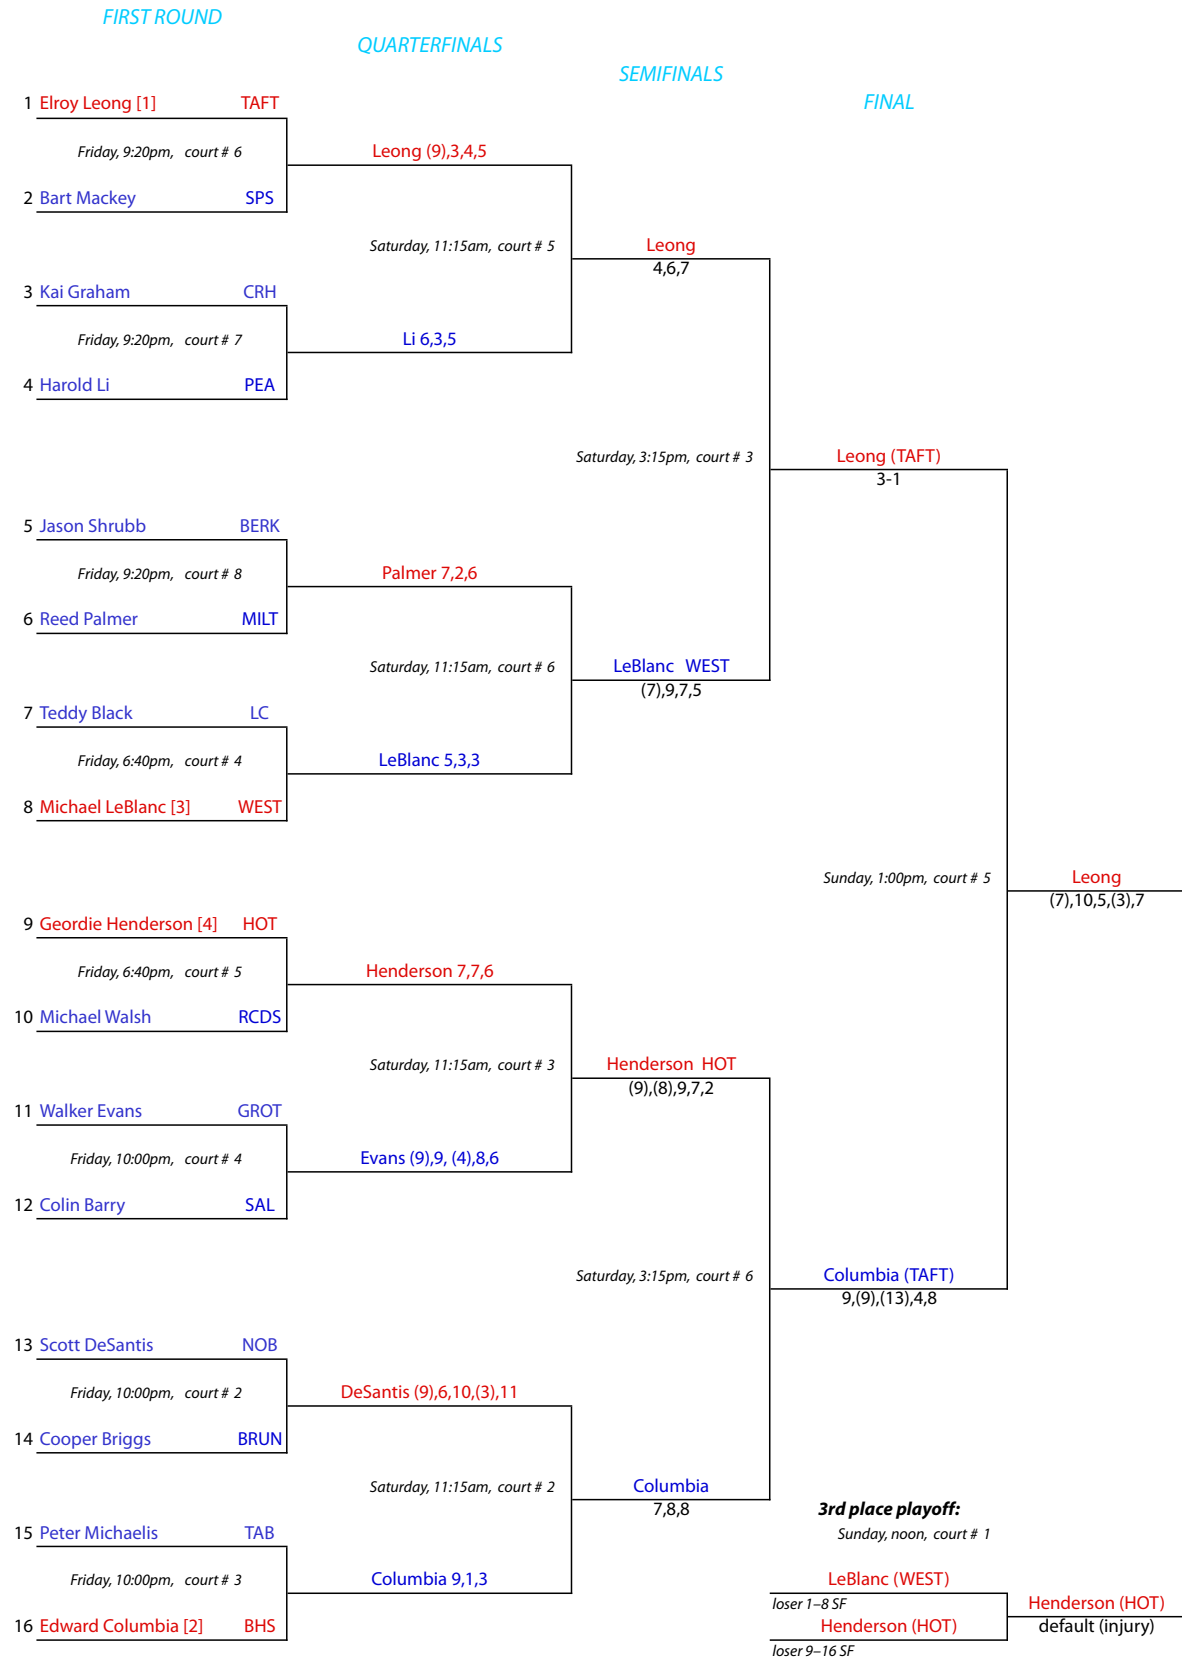 FIRST ROUND
QUARTERFINALS
SEMIFINALS
FINAL
1 Elroy Leong [1] TAFT
Friday, 9:20pm, court # 6
2 Bart Mackey SPS
Leong (9),3,4,5
3 Kai Graham CRH
Friday, 9:20pm, court # 7
4 Harold Li PEA
Li 6,3,5
Saturday, 11:15am, court # 5
Leong
4,6,7
5 Jason Shrubb BERK
Friday, 9:20pm, court # 8
6 Reed Palmer MILT
Palmer 7,2,6
7 Teddy Black LC
Friday, 6:40pm, court # 4
8 Michael LeBlanc [3] WEST
LeBlanc 5,3,3
Saturday, 11:15am, court # 6
LeBlanc WEST
(7),9,7,5
Saturday, 3:15pm, court # 3
Leong (TAFT)
3-1
9 Geordie Henderson [4] HOT
Friday, 6:40pm, court # 5
10 Michael Walsh RCDS
Henderson 7,7,6
11 Walker Evans GROT
Friday, 10:00pm, court # 4
12 Colin Barry SAL
Evans (9),9, (4),8,6
Saturday, 11:15am, court # 3
Henderson HOT
(9),(8),9,7,2
13 Scott DeSantis NOB
Friday, 10:00pm, court # 2
14 Cooper Briggs BRUN
DeSantis (9),6,10,(3),11
15 Peter Michaelis TAB
Friday, 10:00pm, court # 3
16 Edward Columbia [2] BHS
Columbia 9,1,3
Saturday, 11:15am, court # 2
Columbia
7,8,8
Saturday, 3:15pm, court # 6
Columbia (TAFT)
9,(9),(13),4,8
Sunday, 1:00pm, court # 5
Leong
(7),10,5,(3),7
3rd place playoff:
Sunday, noon, court # 1
LeBlanc (WEST)
loser 1–8 SF
Henderson (HOT)
loser 9–16 SF
Henderson (HOT)
default (injury)